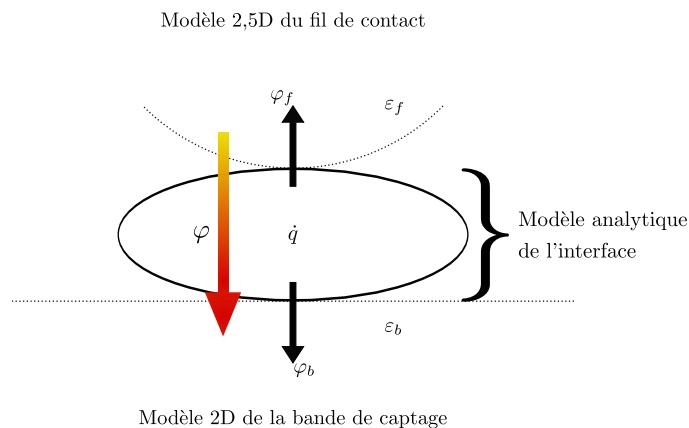 Modèle 2,5D du fil de contact
φ_f
ε_f
φ
q̇
Modèle analytique
de l'interface
ε_b
φ_b
Modèle 2D de la bande de captage